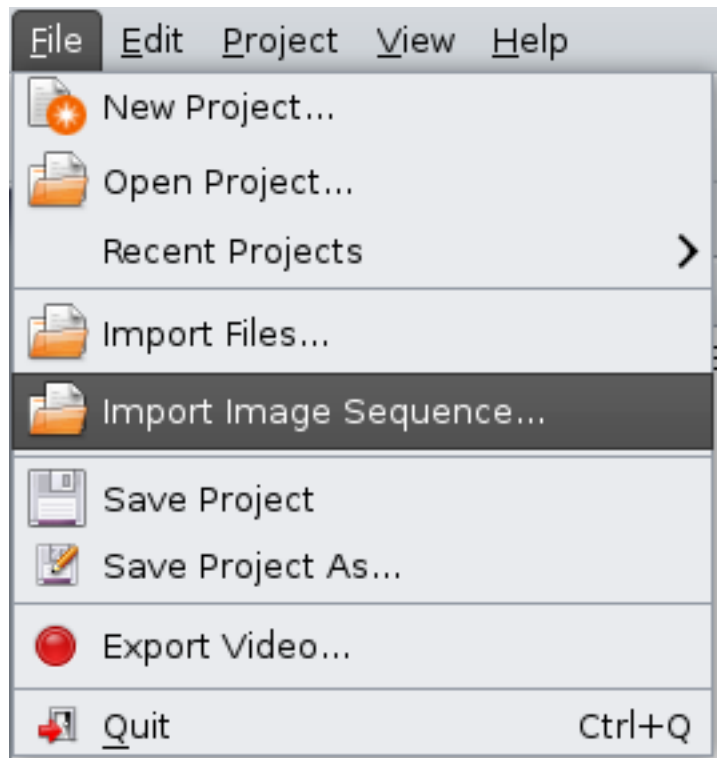 File Edit Project View Help
New Project...
Open Project...
Recent Projects
Import Files...
Import Image Sequence...
Save Project
Save Project As...
Export Video...
Quit Ctrl+Q